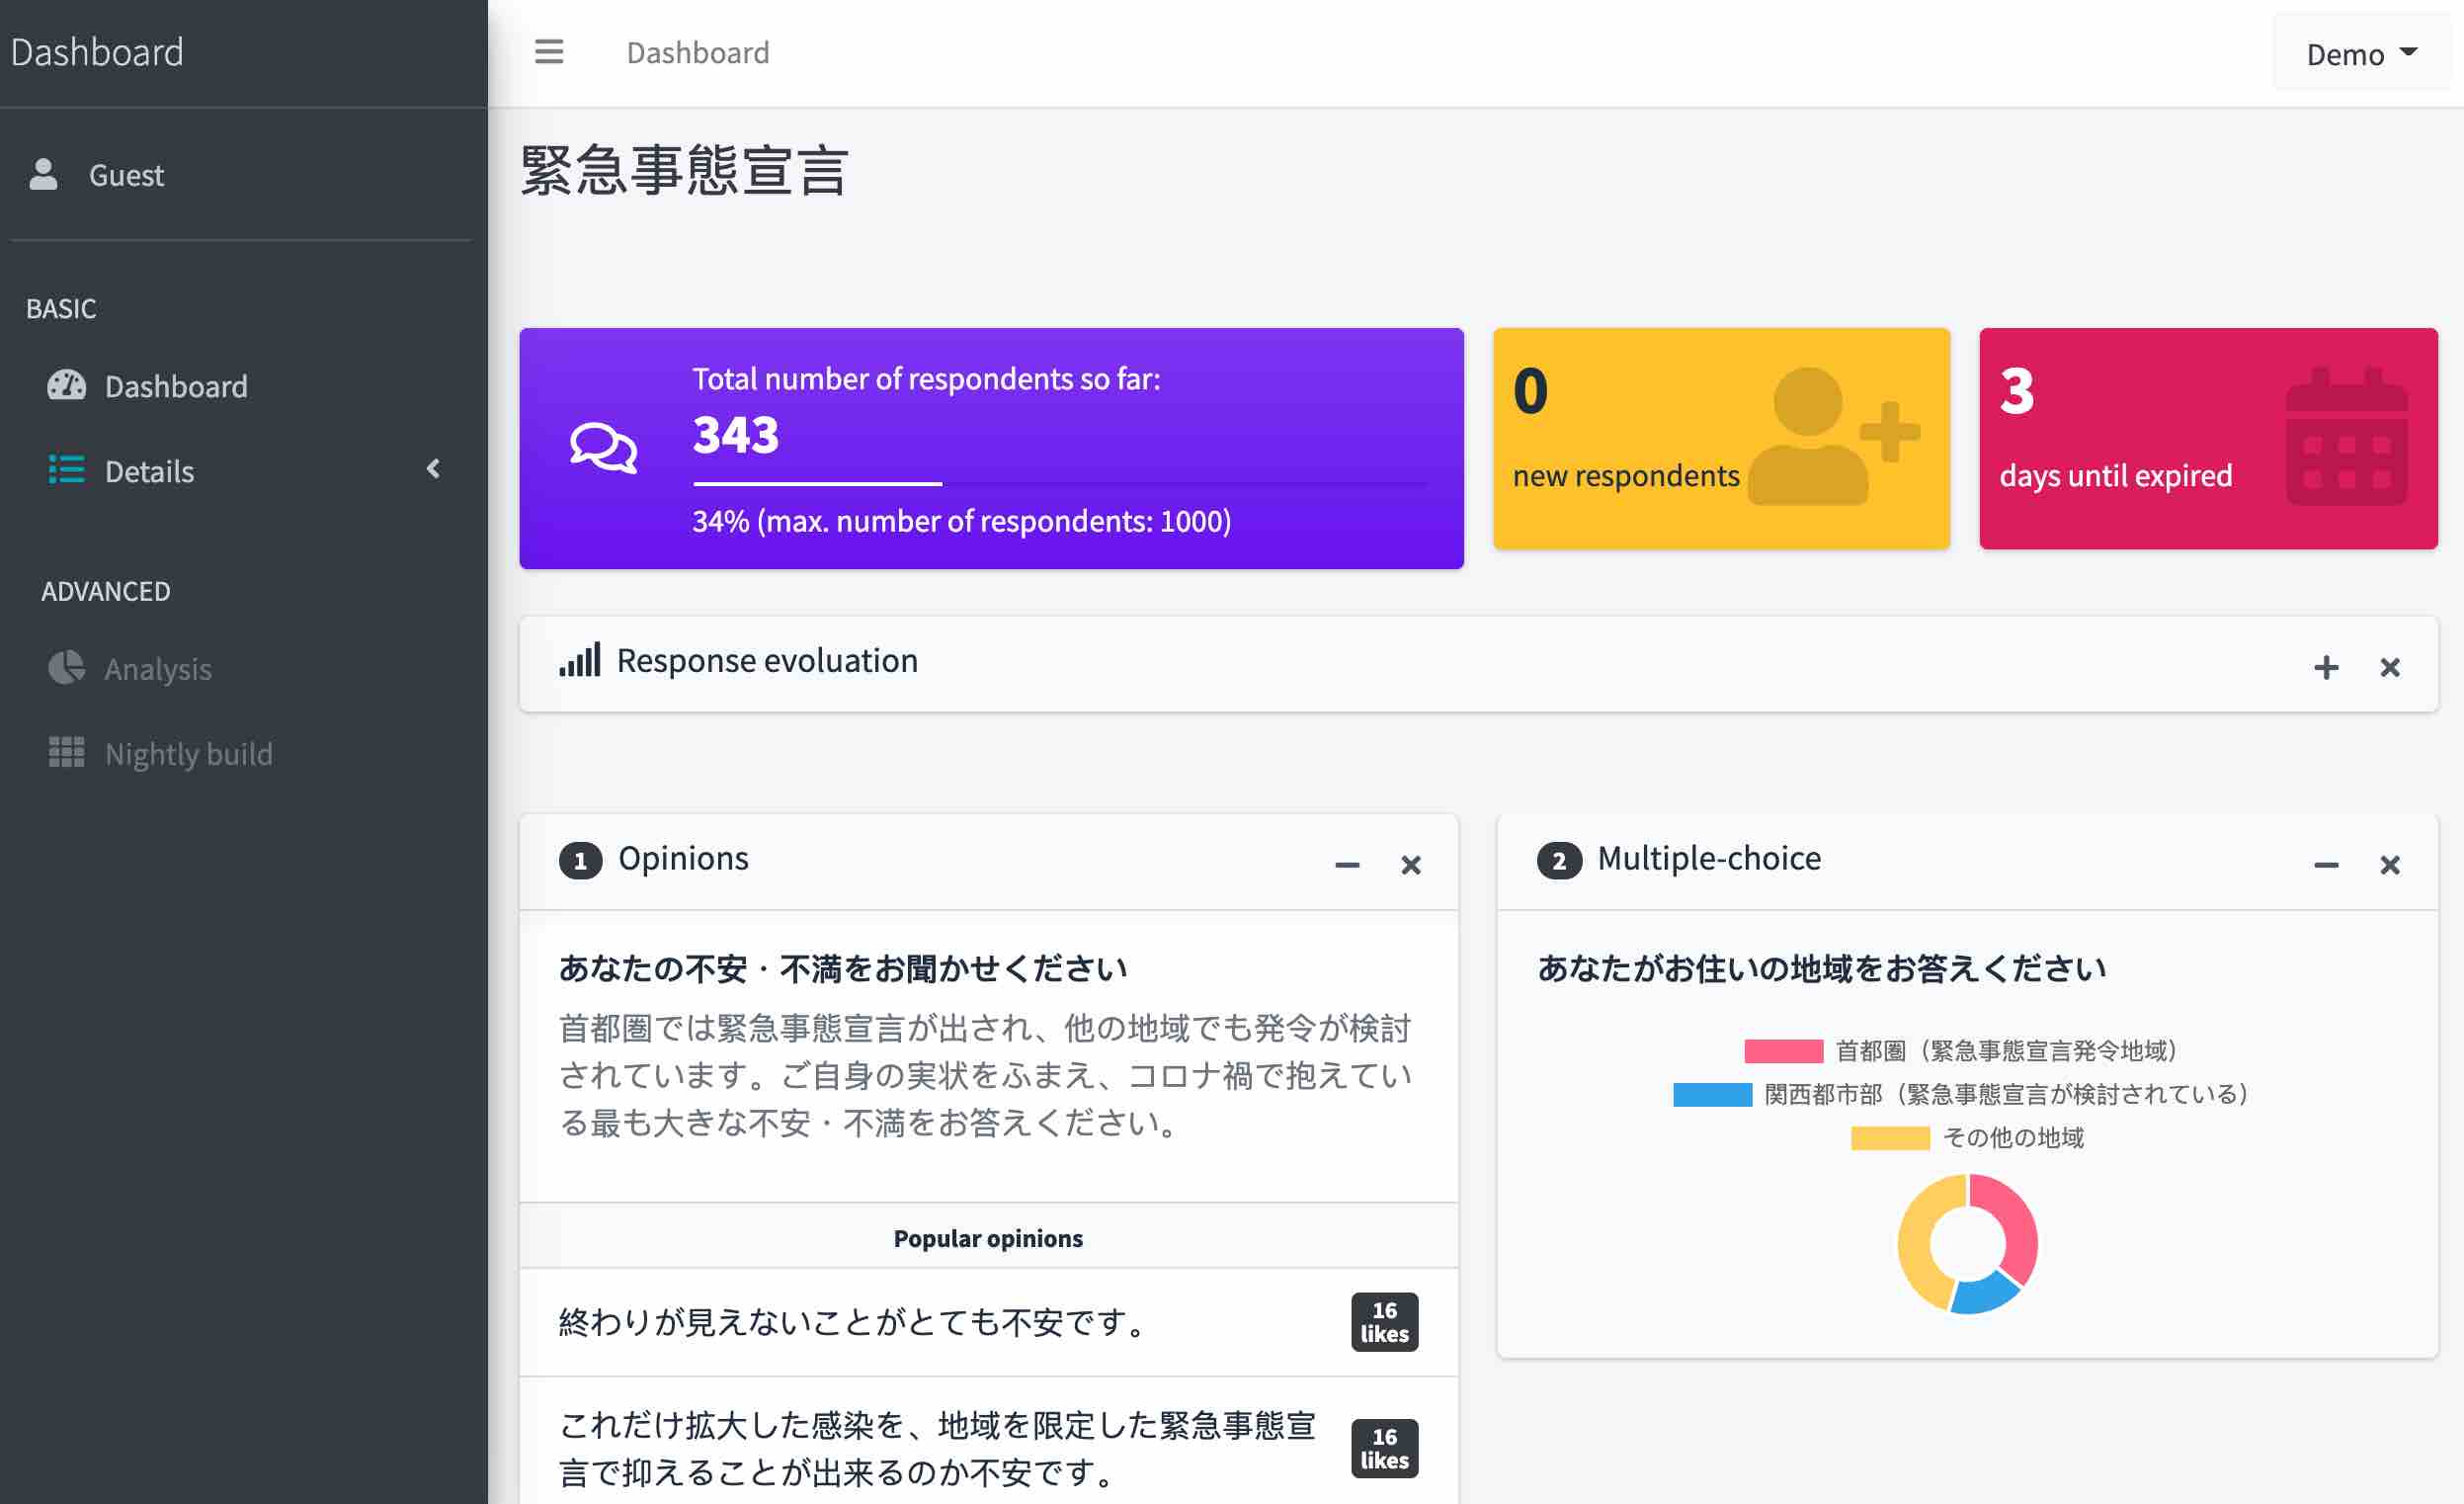 Dashboard
Dashboard
Demo
Guest
BASIC
Dashboard
Details
ADVANCED
Analysis
Nightly build
緊急事態宣言
Total number of respondents so far:
343
34% (max. number of respondents: 1000)
0
new respondents
3
days until expired
Response evoluation
1 Opinions
あなたの不安・不満をお聞かせください
首都圏では緊急事態宣言が出され、他の地域でも発令が検討
されています。ご自身の実状をふまえ、コロナ禍で抱えてい
る最も大きな不安・不満をお答えください。
Popular opinions
終わりが見えないことがとても不安です。
16
likes
これだけ拡大した感染を、地域を限定した緊急事態宣
言で抑えることが出来るのか不安です。
16
likes
2 Multiple-choice
あなたがお住いの地域をお答えください
首都圏（緊急事態宣言発令地域）
関西都市部（緊急事態宣言が検討されている）
その他の地域